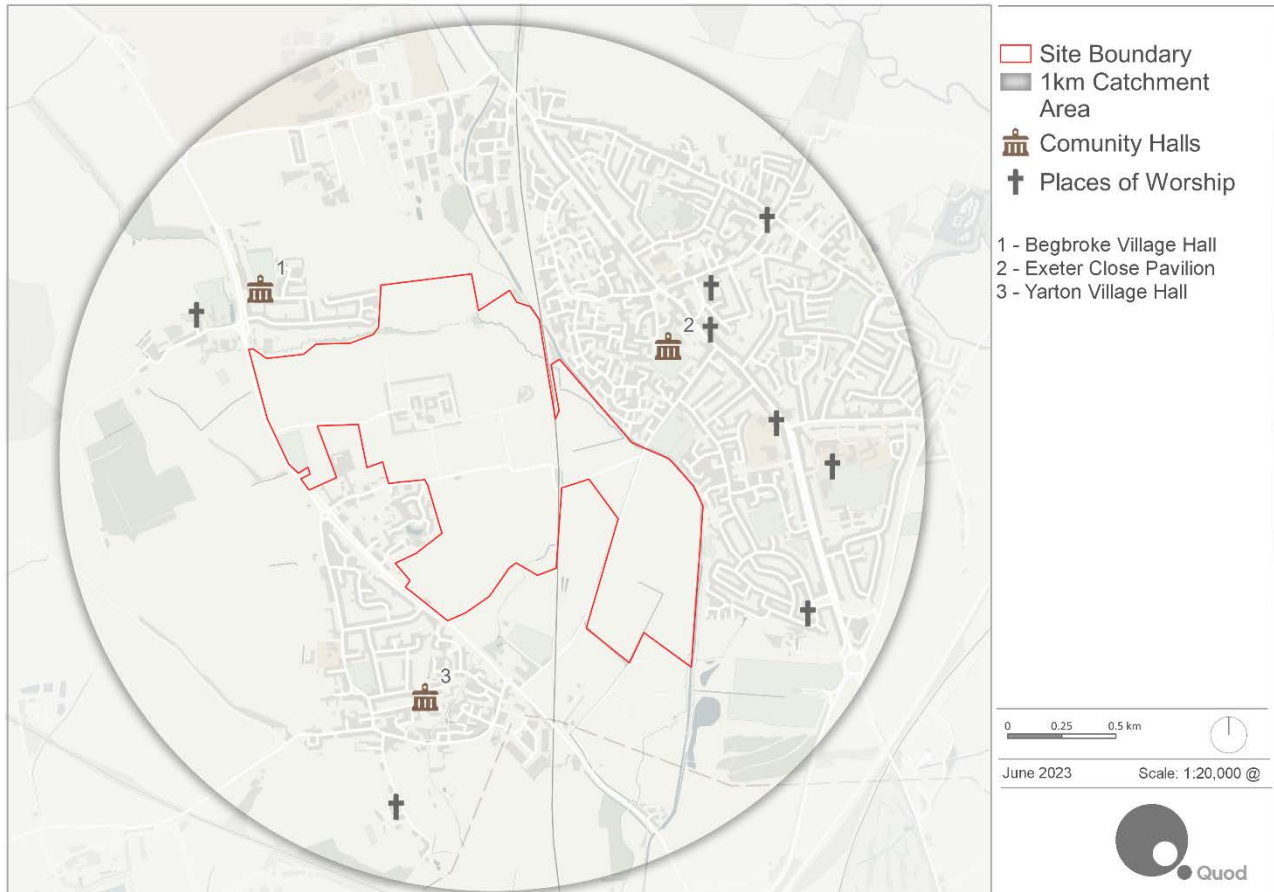 Site Boundary
1km Catchment
Area
Comunity Halls
Places of Worship
1 - Begbroke Village Hall
2 - Exeter Close Pavilion
3 - Yarton Village Hall
1
2
3
0 0.25 0.5 km
June 2023 Scale: 1:20,000 @
Quod